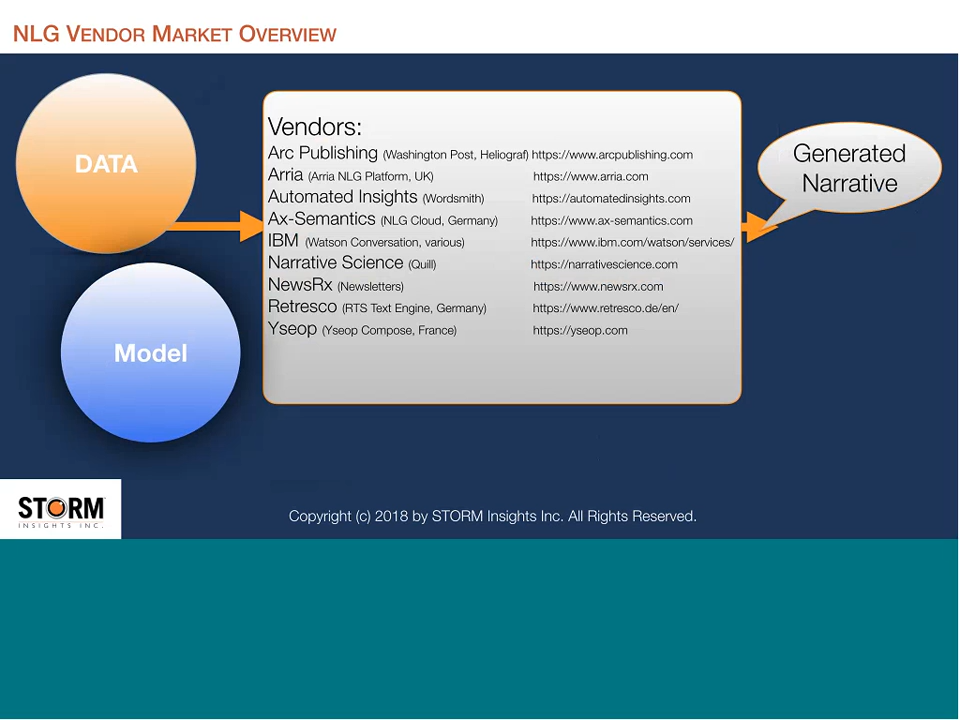 NLG VENDOR MARKET OVERVIEW
DATA
Model
Vendors:
Arc Publishing (Washington Post, Heliograf) https://www.arcpublishing.com
Arria (Arria NLG Platform, UK) https://www.arria.com
Automated Insights (Wordsmith) https://automatedinsights.com
Ax-Semantics (NLG Cloud, Germany) https://www.ax-semantics.com
IBM (Watson Conversation, various) https://www.ibm.com/watson/services/
Narrative Science (Quill) https://narrativescience.com
NewsRx (Newsletters) https://www.newsrx.com
Retresco (RTS Text Engine, Germany) https://www.retresco.de/en/
Yseop (Yseop Compose, France) https://yseop.com
Generated
Narrative
STORM
INSIGHTS INC.
Copyright (c) 2018 by STORM Insights Inc. All Rights Reserved.